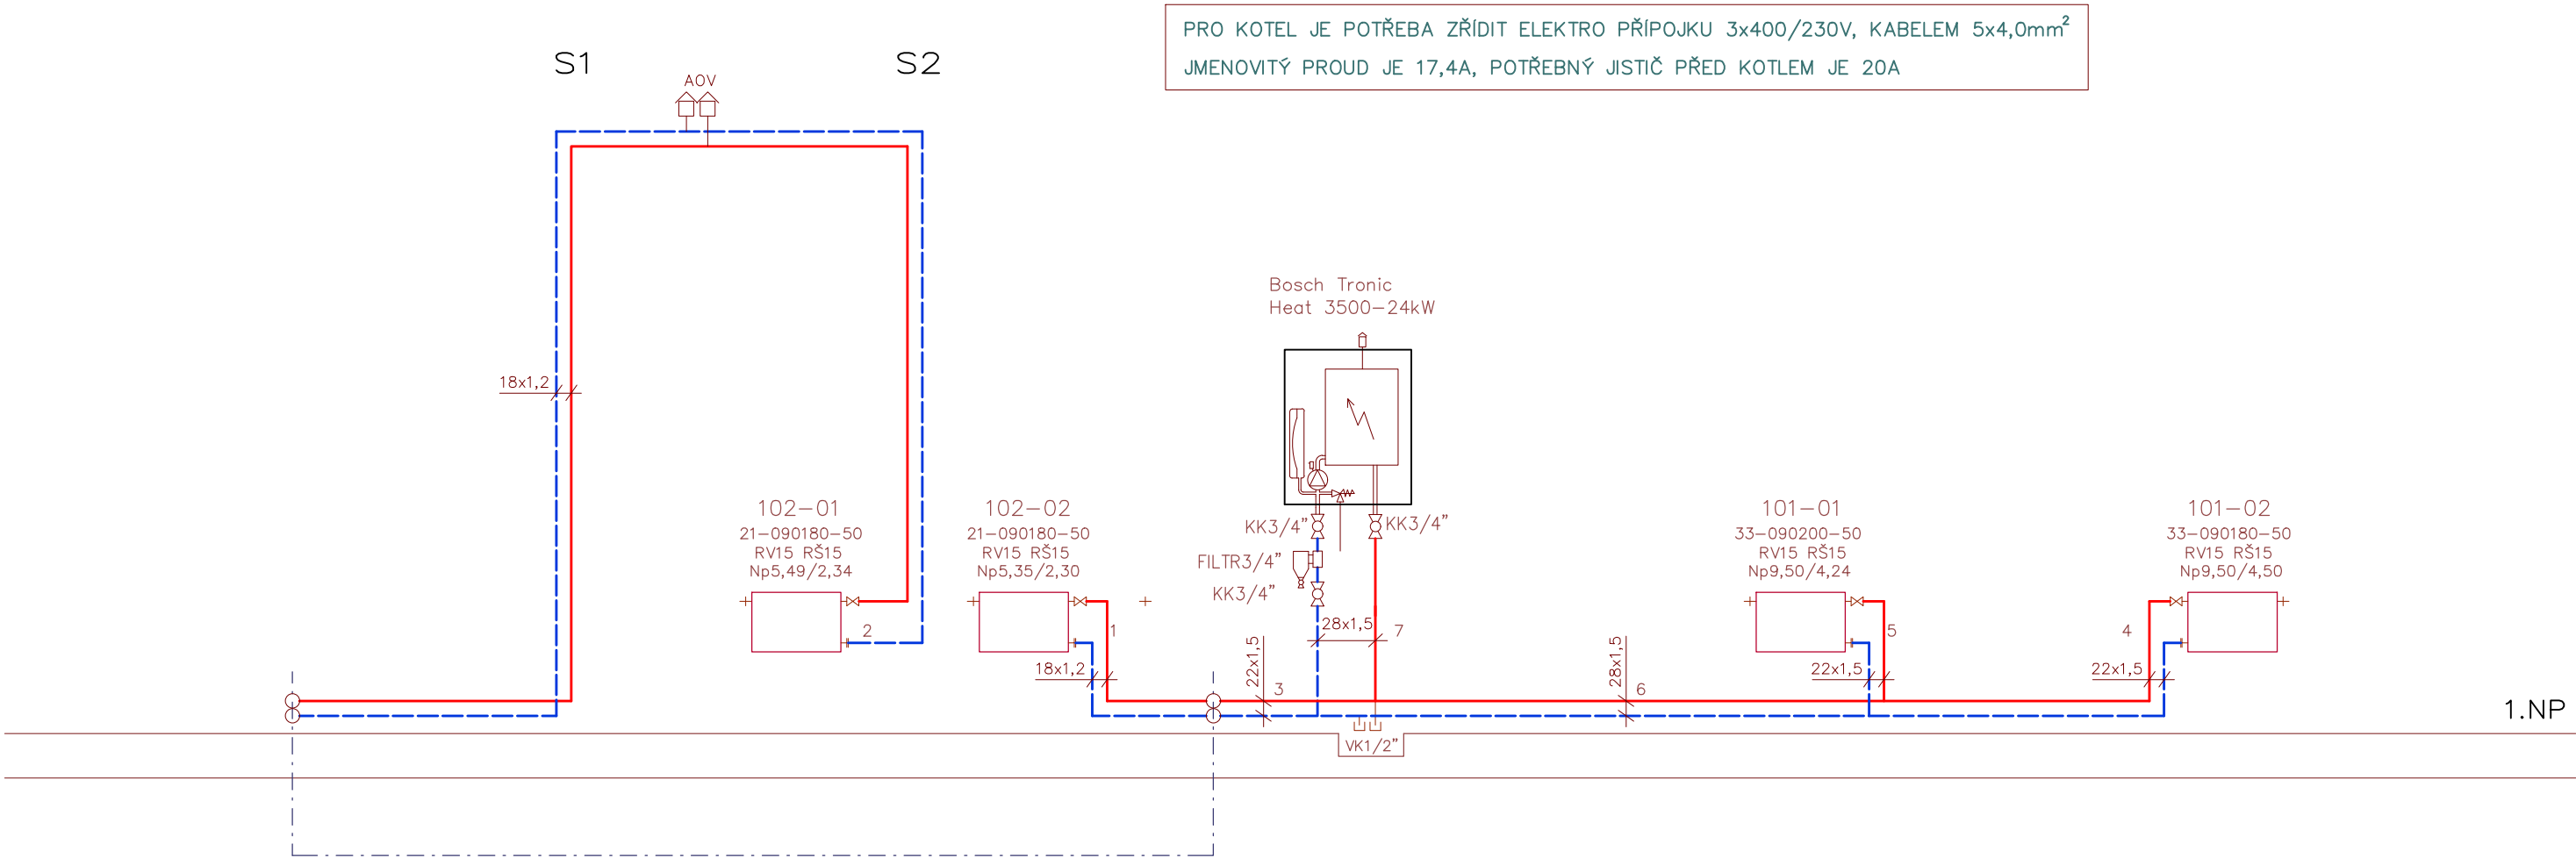 PRO KOTEL JE POTŘEBA ZŘÍDIT ELEKTRO PŘÍPOJKU 3x400/230V, KABELEM 5x4,0mm²
JMENOVITÝ PROUD JE 17,4A, POTŘEBNÝ JISTIČ PŘED KOTLEM JE 20A
S1
S2
AOV
18x1,2
Bosch Tronic
Heat 3500-24kW
102-01
21-090180-50
RV15 RŠ15
Np5,49/2,34
2
102-02
21-090180-50
RV15 RŠ15
Np5,35/2,30
1
18x1,2
KK3/4"
KK3/4"
FILTR3/4"
KK3/4"
28x1,5
7
22x1,5
3
VK1/2"
28x1,5
6
101-01
33-090200-50
RV15 RŠ15
Np9,50/4,24
5
22x1,5
101-02
33-090180-50
RV15 RŠ15
Np9,50/4,50
4
22x1,5
1.NP